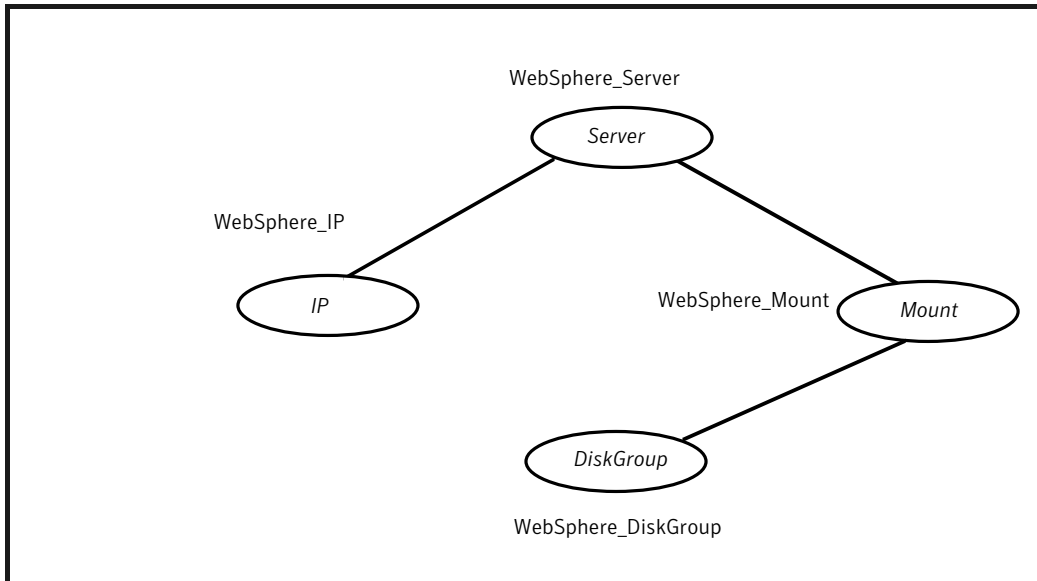 WebSphere_Server
Server
WebSphere_IP
IP
WebSphere_Mount
Mount
DiskGroup
WebSphere_DiskGroup